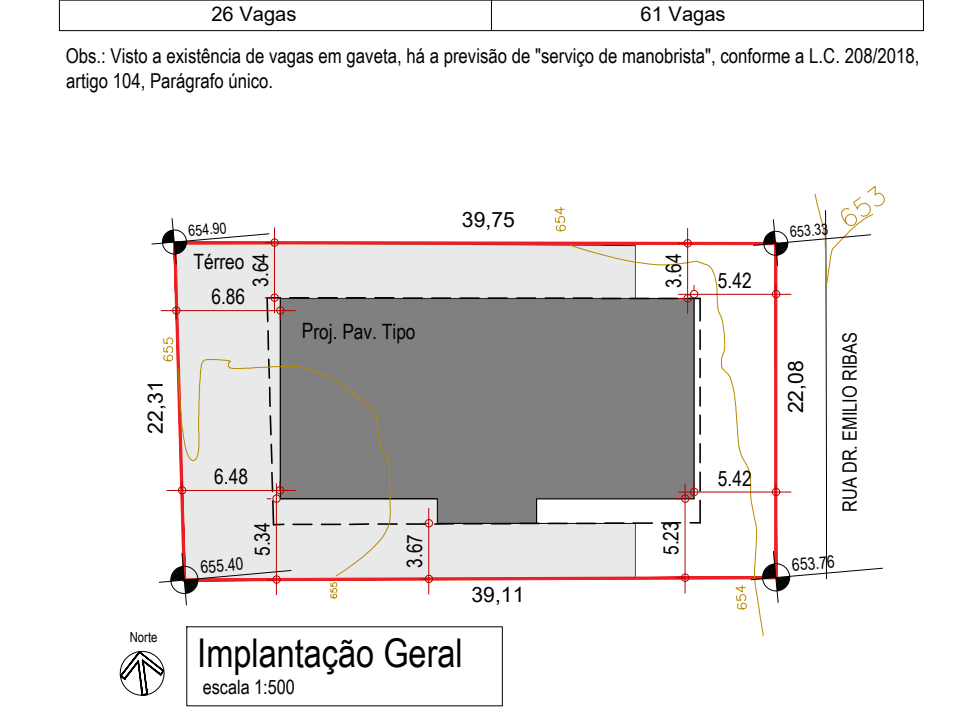 26 Vagas
61 Vagas
Obs.: Visto a existência de vagas em gaveta, há a previsão de "serviço de manobrista", conforme a L.C. 208/2018,
artigo 104, Parágrafo único.
653
39,75
654
654.90
653.33
Térreo
3.64
3.64
5.42
6.86
Proj. Pav. Tipo
655
22,31
22,08
RUA DR. EMILIO RIBAS
6.48
5.42
5.34
3.67
5.23
655.40
653.76
655
39,11
654
Norte
Implantação Geral
escala 1:500